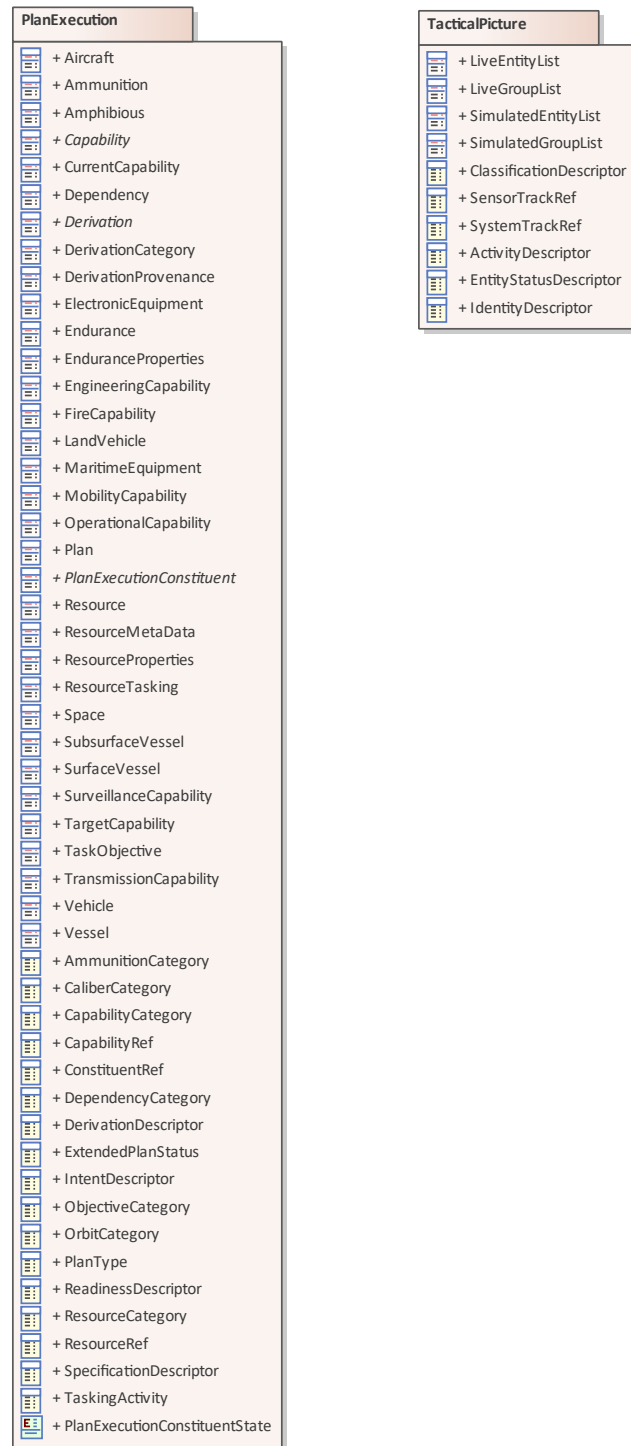 PlanExecution
+ Aircraft
+ Ammunition
+ Amphibious
+ Capability
+ CurrentCapability
+ Dependency
+ Derivation
+ DerivationCategory
+ DerivationProvenance
+ ElectronicEquipment
+ Endurance
+ EnduranceProperties
+ EngineeringCapability
+ FireCapability
+ LandVehicle
+ MaritimeEquipment
+ MobilityCapability
+ OperationalCapability
+ Plan
+ PlanExecutionConstituent
+ Resource
+ ResourceMetaData
+ ResourceProperties
+ ResourceTasking
+ Space
+ SubsurfaceVessel
+ SurfaceVessel
+ SurveillanceCapability
+ TargetCapability
+ TaskObjective
+ TransmissionCapability
+ Vehicle
+ Vessel
+ AmmunitionCategory
+ CaliberCategory
+ CapabilityCategory
+ CapabilityRef
+ ConstituentRef
+ DependencyCategory
+ DerivationDescriptor
+ ExtendedPlanStatus
+ IntentDescriptor
+ ObjectiveCategory
+ OrbitCategory
+ PlanType
+ ReadinessDescriptor
+ ResourceCategory
+ ResourceRef
+ SpecificationDescriptor
+ TaskingActivity
+ PlanExecutionConstituentState
TacticalPicture
+ LiveEntityList
+ LiveGroupList
+ SimulatedEntityList
+ SimulatedGroupList
+ ClassificationDescriptor
+ SensorTrackRef
+ SystemTrackRef
+ ActivityDescriptor
+ EntityStatusDescriptor
+ IdentityDescriptor